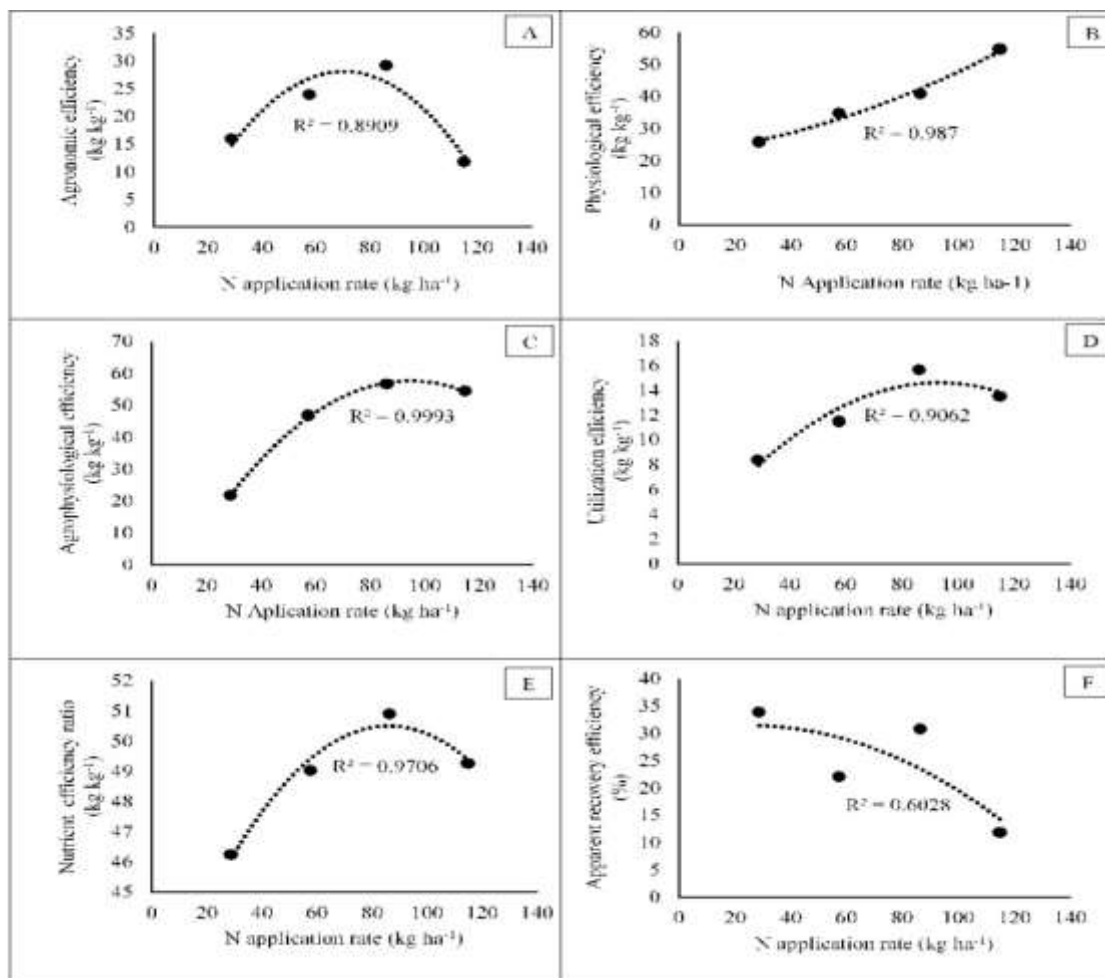 A
Agronomic efficiency
(kg kg⁻¹)
35
30
25
20
15
10
5
0
R² = 0.8909
0 20 40 60 80 100 120 140
N application rate (kg ha⁻¹)
B
Physiological efficiency
(kg kg⁻¹)
60
50
40
30
20
10
0
R² = 0.987
0 20 40 60 80 100 120 140
N Application rate (kg ha-1)
C
Agrophysiological efficiency
(kg kg⁻¹)
70
60
50
40
30
20
10
0
R² = 0.9993
0 20 40 60 80 100 120 140
N Aplication rate (kg ha⁻¹)
D
Utilization efficiency
(kg kg⁻¹)
18
16
14
12
10
8
6
4
2
0
R² = 0.9062
0 20 40 60 80 100 120 140
N application rate (kg ha⁻¹)
E
Nutrient efficiency ratio
(kg kg⁻¹)
52
51
50
49
48
47
46
45
R² = 0.9706
0 20 40 60 80 100 120 140
N application rate (kg ha⁻¹)
F
Apparent recovery efficiency
(%)
40
35
30
25
20
15
10
5
0
R² = 0.6028
0 20 40 60 80 100 120 140
N application rate (kg ha⁻¹)